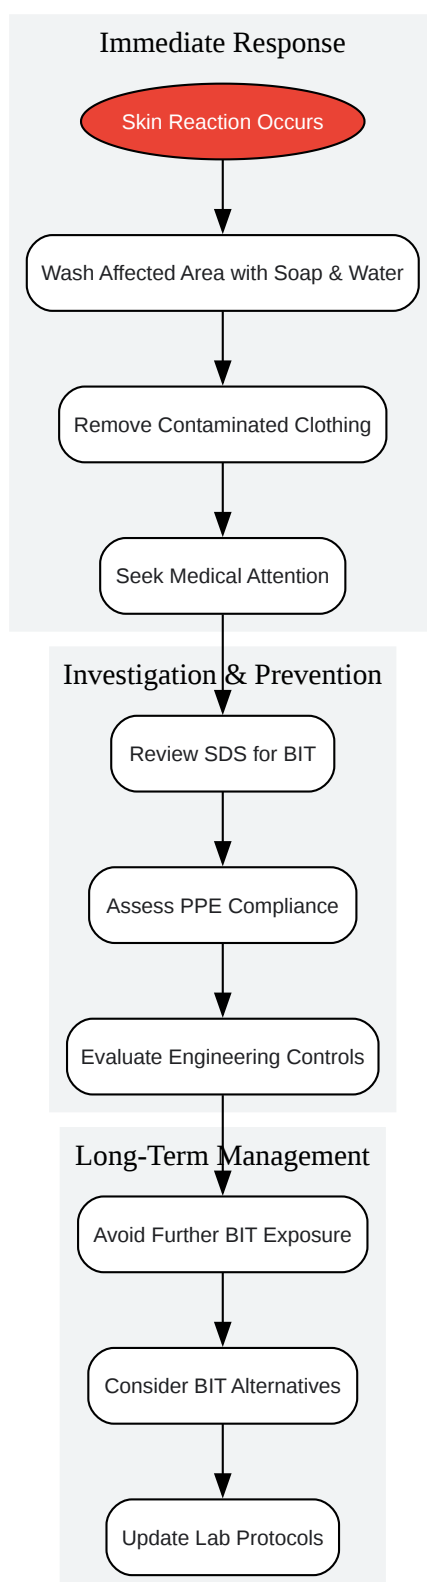 Immediate Response
Skin Reaction Occurs
Wash Affected Area with Soap & Water
Remove Contaminated Clothing
Seek Medical Attention
Investigation & Prevention
Review SDS for BIT
Assess PPE Compliance
Evaluate Engineering Controls
Long-Term Management
Avoid Further BIT Exposure
Consider BIT Alternatives
Update Lab Protocols